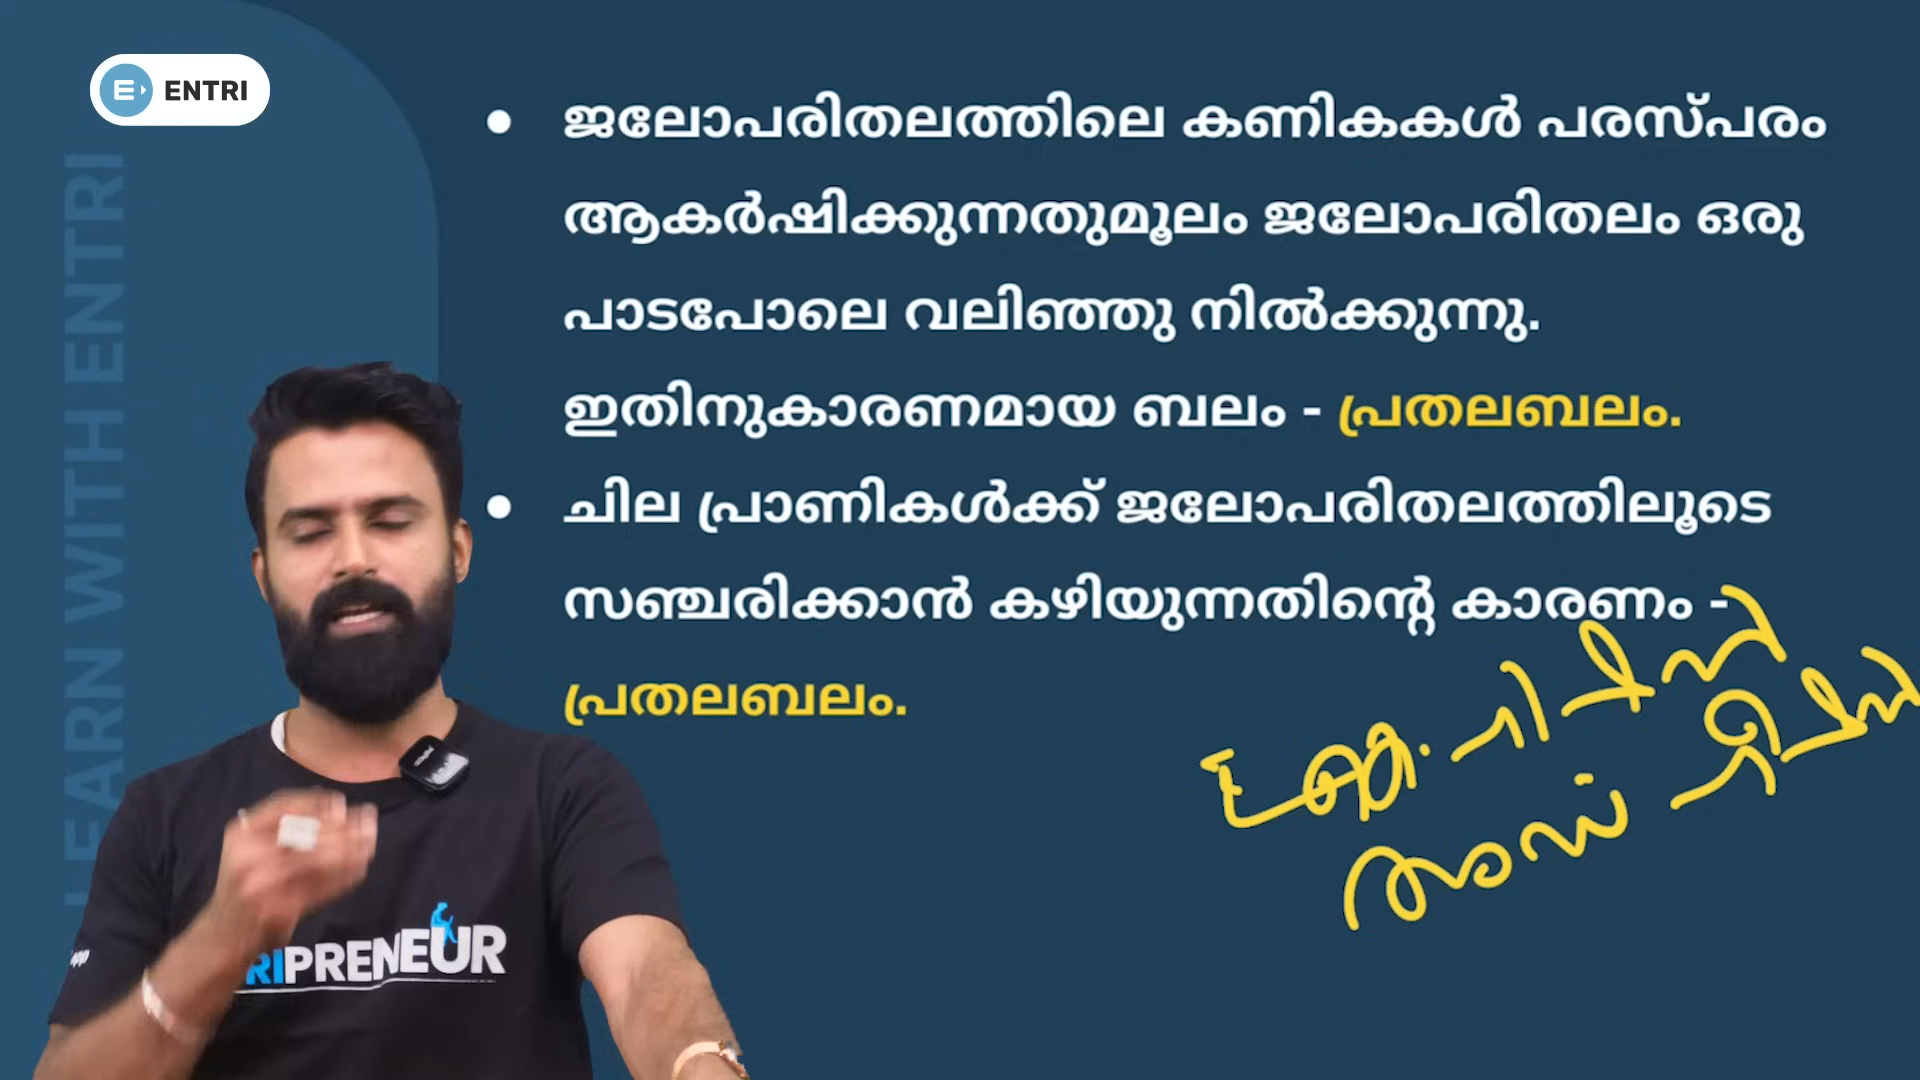 ENTRI
LEARN WITH ENTRI
● ജലോപരിതലത്തിലെ കണികകൾ പരസ്പരം
ആകർഷിക്കുന്നതുമൂലം ജലോപരിതലം ഒരു
പാടപോലെ വലിഞ്ഞു നിൽക്കുന്നു.
ഇതിനുകാരണമായ ബലം - പ്രതലബലം.
● ചില പ്രാണികൾക്ക് ജലോപരിതലത്തിലൂടെ
സഞ്ചരിക്കാൻ കഴിയുന്നതിന്റെ കാരണം -
പ്രതലബലം.
RIPRENEUR